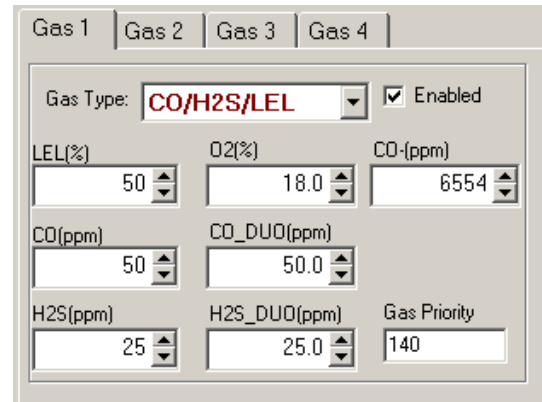 Gas 1 Gas 2 Gas 3 Gas 4
Gas Type: CO/H2S/LEL Enabled
LEL(%) O2(%) CO-(ppm)
50 18.0 6554
CO(ppm) CO_DUO(ppm)
50 50.0
H2S(ppm) H2S_DUO(ppm) Gas Priority
25 25.0 140